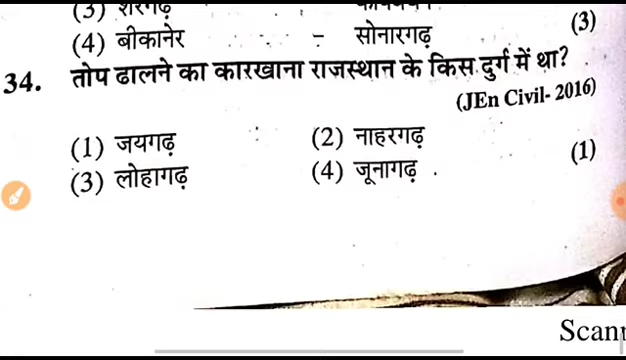 (4) बीकानेर – सोनारगढ़ (3)
34. तोप ढालने का कारखाना राजस्थान के किस दुर्ग में था?
(JEn Civil- 2016)
(1) जयगढ़ (2) नाहरगढ़
(3) लोहागढ़ (4) जूनागढ़ . (1)